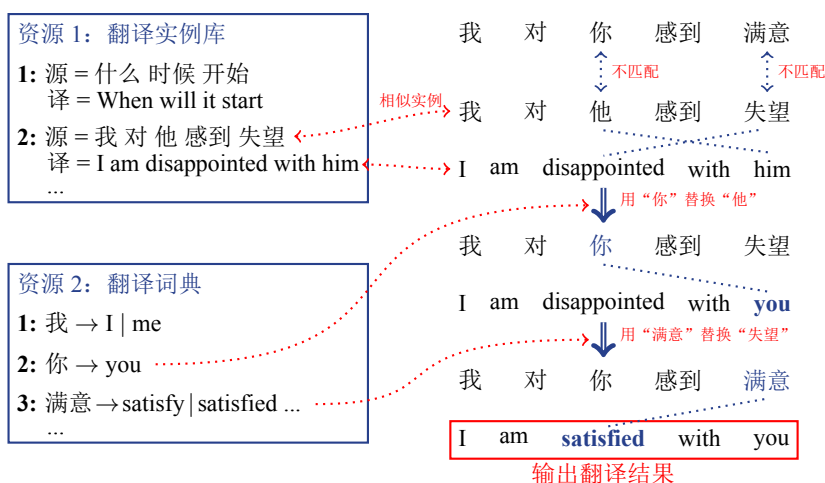 资源 1：翻译实例库
1: 源 = 什么 时候 开始
译 = When will it start
2: 源 = 我 对 他 感到 失望
译 = I am disappointed with him
...
资源 2：翻译词典
1: 我 → I | me
2: 你 → you
3: 满意 → satisfy | satisfied ...
...
相似实例
我 对 你 感到 满意
不匹配 不匹配
我 对 他 感到 失望
I am disappointed with him
用“你”替换“他”
我 对 你 感到 失望
I am disappointed with you
用“满意”替换“失望”
我 对 你 感到 满意
I am satisfied with you
输出翻译结果